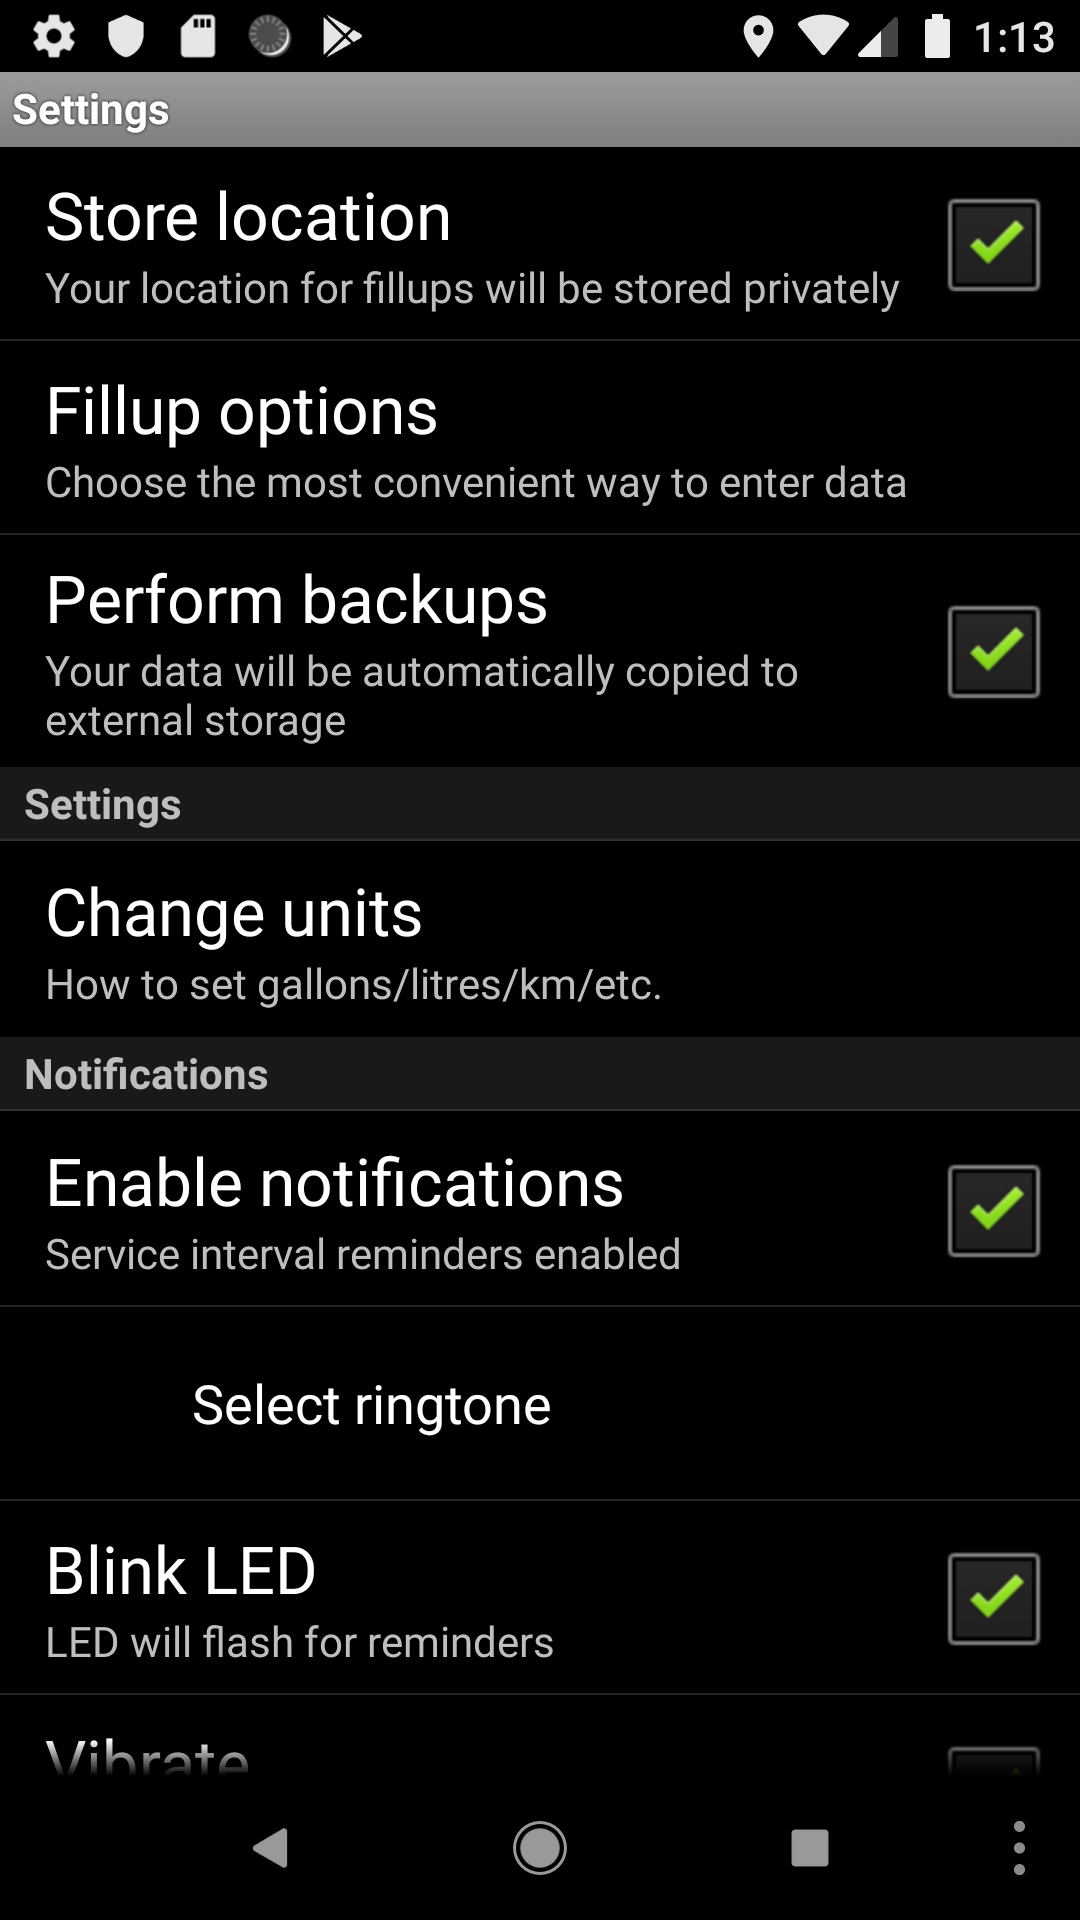 1:13
Settings
Store location
Your location for fillups will be stored privately
Fillup options
Choose the most convenient way to enter data
Perform backups
Your data will be automatically copied to
external storage
Settings
Change units
How to set gallons/litres/km/etc.
Notifications
Enable notifications
Service interval reminders enabled
Select ringtone
Blink LED
LED will flash for reminders
Vibrate